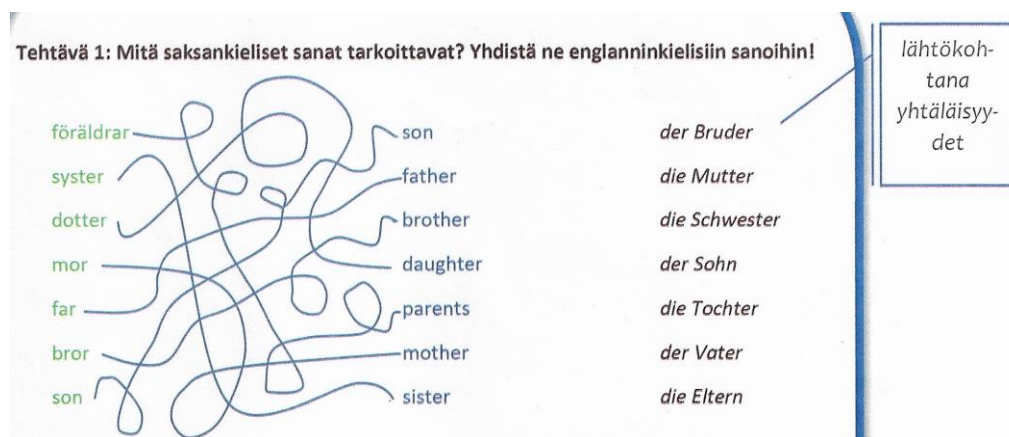 Tehtävä 1: Mitä saksankieliset sanat tarkoittavat? Yhdistä ne englanninkielisiin sanoihin!
lähtökoh-
tana
yhtäläisyy-
det
föräldrar son der Bruder
syster father die Mutter
dotter brother die Schwester
mor daughter der Sohn
far parents die Tochter
bror mother der Vater
son sister die Eltern